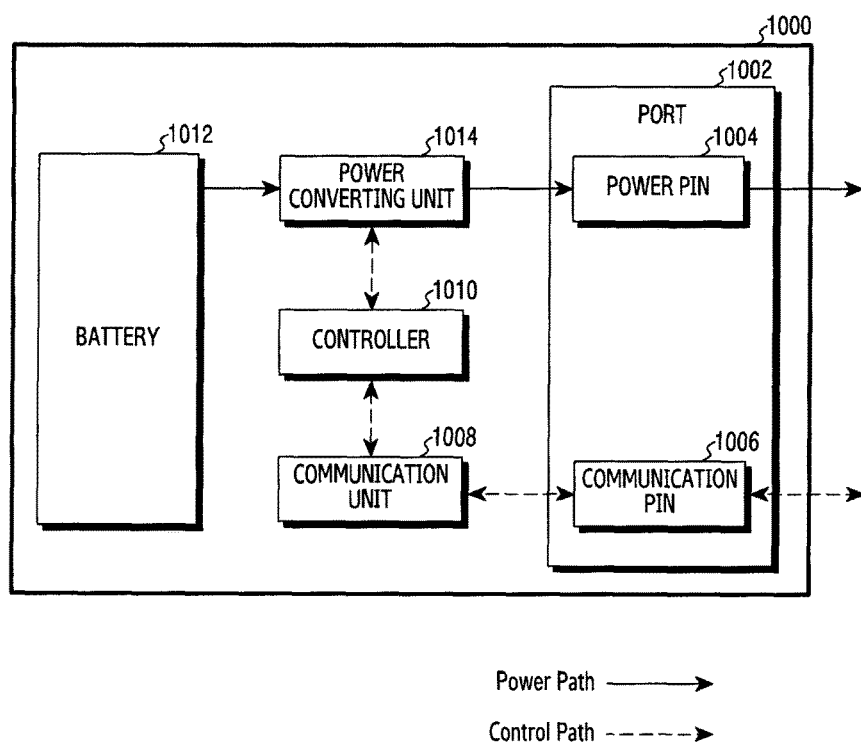 1000
1002
PORT
1012
1014
1004
POWER
CONVERTING UNIT
POWER PIN
1010
BATTERY
CONTROLLER
1008
1006
COMMUNICATION
UNIT
COMMUNICATION
PIN
Power Path
Control Path